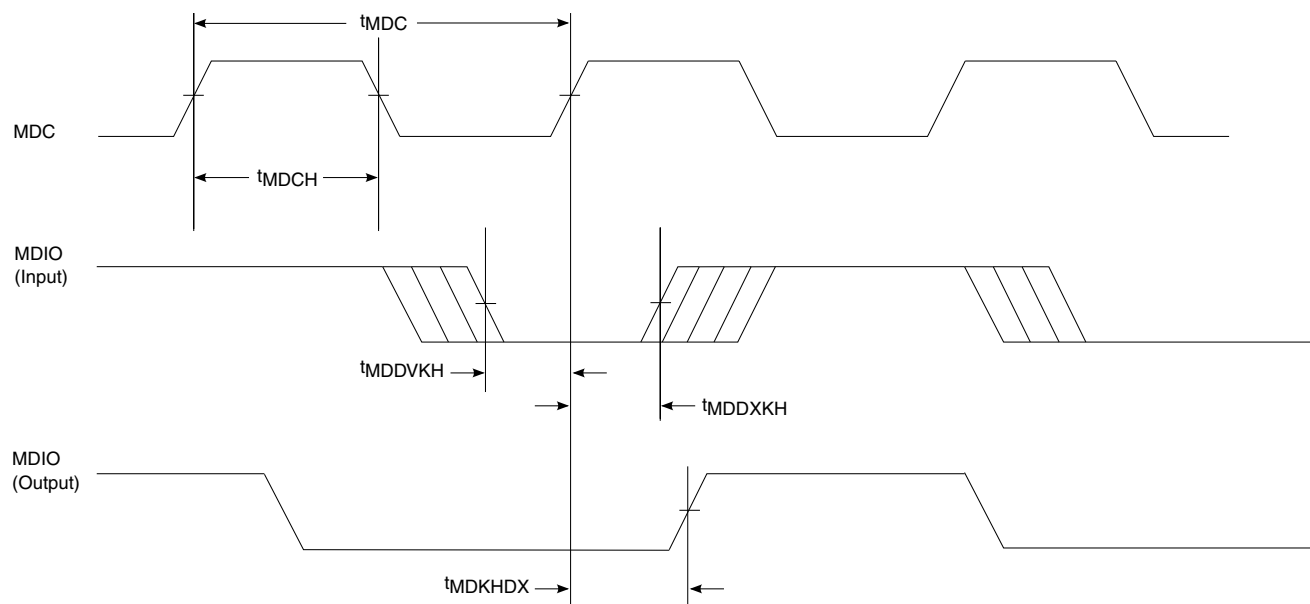 tMDC
MDC
tMDCH
MDIO
(Input)
tMDDVKH
tMDDXKH
MDIO
(Output)
tMDKHDX